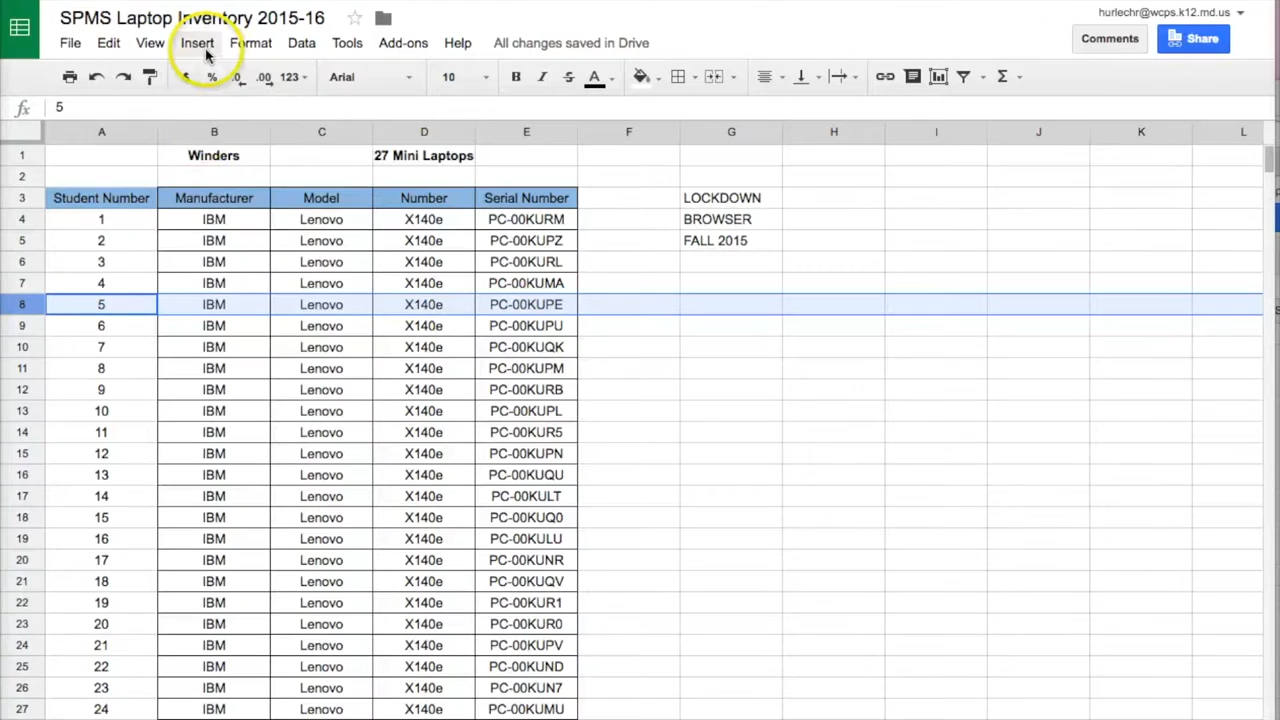 SPMS Laptop Inventory 2015-16
hurlechr@wcps.k12.md.us
File Edit View Insert Format Data Tools Add-ons Help All changes saved in Drive
Comments Share
$ % .0 .00 123 Arial 10 B I S A Σ
fx 5
A B C D E F G H I J K L
1 Winders 27 Mini Laptops
2
3 Student Number Manufacturer Model Number Serial Number LOCKDOWN
4 1 IBM Lenovo X140e PC-00KURM BROWSER
5 2 IBM Lenovo X140e PC-00KUPZ FALL 2015
6 3 IBM Lenovo X140e PC-00KURL
7 4 IBM Lenovo X140e PC-00KUMA
8 5 IBM Lenovo X140e PC-00KUPE
9 6 IBM Lenovo X140e PC-00KUPU
10 7 IBM Lenovo X140e PC-00KUQK
11 8 IBM Lenovo X140e PC-00KUPM
12 9 IBM Lenovo X140e PC-00KURB
13 10 IBM Lenovo X140e PC-00KUPL
14 11 IBM Lenovo X140e PC-00KUR5
15 12 IBM Lenovo X140e PC-00KUPN
16 13 IBM Lenovo X140e PC-00KUQU
17 14 IBM Lenovo X140e PC-00KULT
18 15 IBM Lenovo X140e PC-00KUQ0
19 16 IBM Lenovo X140e PC-00KULU
20 17 IBM Lenovo X140e PC-00KUNR
21 18 IBM Lenovo X140e PC-00KUQV
22 19 IBM Lenovo X140e PC-00KUR1
23 20 IBM Lenovo X140e PC-00KUR0
24 21 IBM Lenovo X140e PC-00KUPV
25 22 IBM Lenovo X140e PC-00KUND
26 23 IBM Lenovo X140e PC-00KUN7
27 24 IBM Lenovo X140e PC-00KUMU